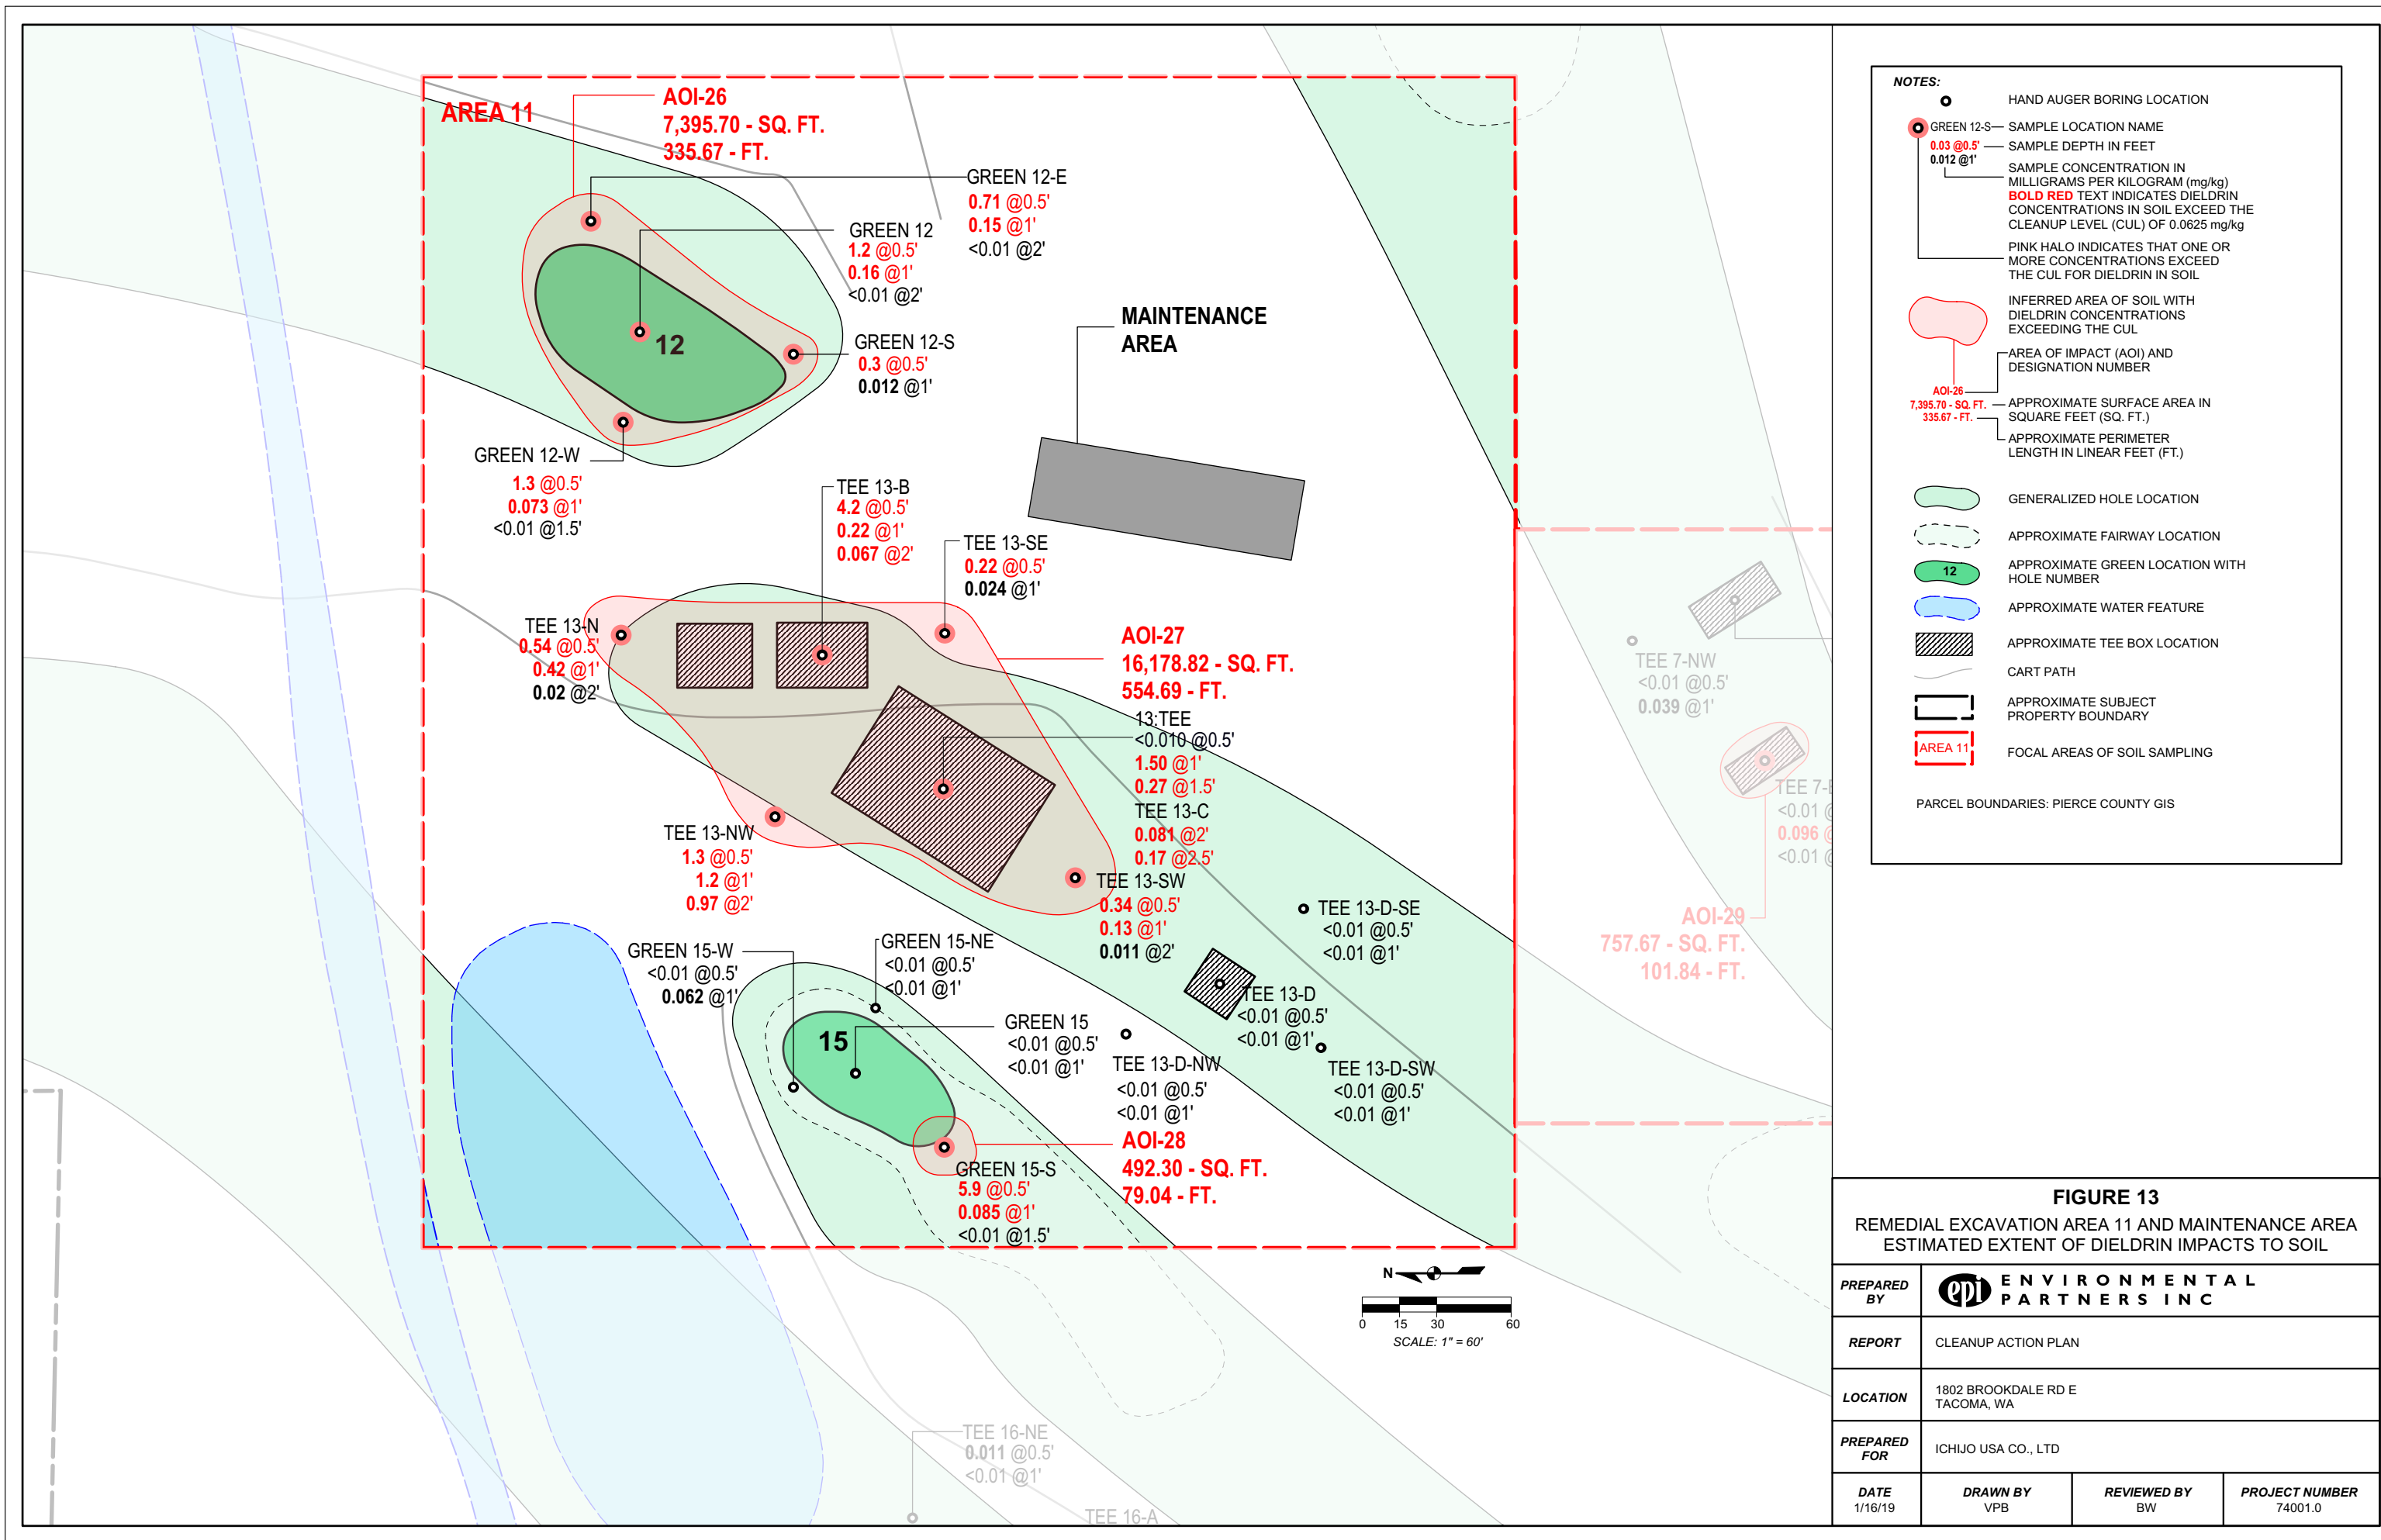 AREA 11
AOI-26
7,395.70 - SQ. FT.
335.67 - FT.
GREEN 12-E
0.71 @0.5'
0.15 @1'
<0.01 @2'
GREEN 12
1.2 @0.5'
0.16 @1'
<0.01 @2'
12
GREEN 12-S
0.3 @0.5'
0.012 @1'
GREEN 12-W
1.3 @0.5'
0.073 @1'
<0.01 @1.5'
MAINTENANCE
AREA
TEE 13-B
4.2 @0.5'
0.22 @1'
0.067 @2'
TEE 13-SE
0.22 @0.5'
0.024 @1'
TEE 13-N
0.54 @0.5'
0.42 @1'
0.02 @2'
AOI-27
16,178.82 - SQ. FT.
554.69 - FT.
13:TEE
<0.010 @0.5'
1.50 @1'
0.27 @1.5'
TEE 13-C
0.081 @2'
0.17 @2.5'
TEE 13-NW
1.3 @0.5'
1.2 @1'
0.97 @2'
TEE 13-SW
0.34 @0.5'
0.13 @1'
0.011 @2'
TEE 13-D-SE
<0.01 @0.5'
<0.01 @1'
GREEN 15-W
<0.01 @0.5'
0.062 @1'
GREEN 15-NE
<0.01 @0.5'
<0.01 @1'
15
GREEN 15
<0.01 @0.5'
<0.01 @1'
TEE 13-D
<0.01 @0.5'
<0.01 @1'
TEE 13-D-NW
<0.01 @0.5'
<0.01 @1'
TEE 13-D-SW
<0.01 @0.5'
<0.01 @1'
AOI-28
492.30 - SQ. FT.
79.04 - FT.
GREEN 15-S
5.9 @0.5'
0.085 @1'
<0.01 @1.5'
TEE 7-NW
<0.01 @0.5'
0.039 @1'
TEE 7-
<0.01
0.096
<0.01
AOI-29
757.67 - SQ. FT.
101.84 - FT.
TEE 16-NE
0.011 @0.5'
<0.01 @1'
TEE 16-A
N
0 15 30 60
SCALE: 1" = 60'
NOTES:
HAND AUGER BORING LOCATION
GREEN 12-S SAMPLE LOCATION NAME
0.03 @0.5' SAMPLE DEPTH IN FEET
0.012 @1'
SAMPLE CONCENTRATION IN
MILLIGRAMS PER KILOGRAM (mg/kg)
BOLD RED TEXT INDICATES DIELDRIN
CONCENTRATIONS IN SOIL EXCEED THE
CLEANUP LEVEL (CUL) OF 0.0625 mg/kg
PINK HALO INDICATES THAT ONE OR
MORE CONCENTRATIONS EXCEED
THE CUL FOR DIELDRIN IN SOIL
INFERRED AREA OF SOIL WITH
DIELDRIN CONCENTRATIONS
EXCEEDING THE CUL
AREA OF IMPACT (AOI) AND
DESIGNATION NUMBER
AOI-26
7,395.70 - SQ. FT. APPROXIMATE SURFACE AREA IN
335.67 - FT. SQUARE FEET (SQ. FT.)
APPROXIMATE PERIMETER
LENGTH IN LINEAR FEET (FT.)
GENERALIZED HOLE LOCATION
APPROXIMATE FAIRWAY LOCATION
12 APPROXIMATE GREEN LOCATION WITH
HOLE NUMBER
APPROXIMATE WATER FEATURE
APPROXIMATE TEE BOX LOCATION
CART PATH
APPROXIMATE SUBJECT
PROPERTY BOUNDARY
AREA 11 FOCAL AREAS OF SOIL SAMPLING
PARCEL BOUNDARIES: PIERCE COUNTY GIS
FIGURE 13
REMEDIAL EXCAVATION AREA 11 AND MAINTENANCE AREA
ESTIMATED EXTENT OF DIELDRIN IMPACTS TO SOIL
PREPARED
BY
epi
ENVIRONMENTAL
PARTNERS INC
REPORT CLEANUP ACTION PLAN
LOCATION 1802 BROOKDALE RD E
TACOMA, WA
PREPARED
FOR
ICHIJO USA CO., LTD
DATE DRAWN BY REVIEWED BY PROJECT NUMBER
1/16/19 VPB BW 74001.0